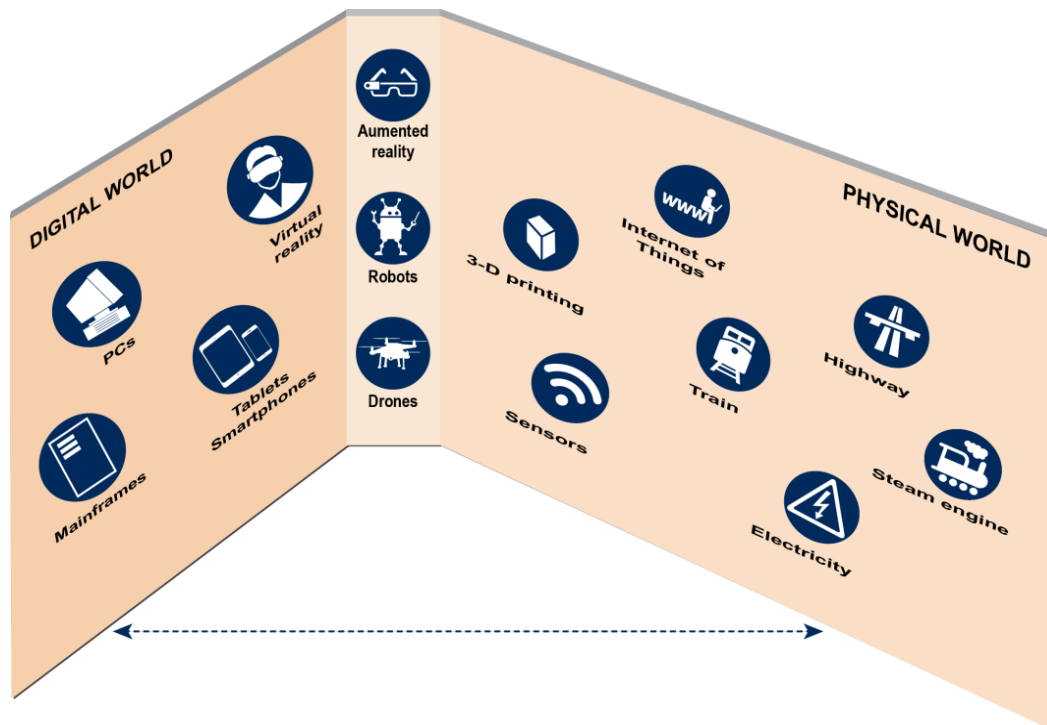 DIGITAL WORLD
Virtual
reality
PCs
Tablets
Smartphones
Mainframes
Aumented
reality
Robots
Drones
PHYSICAL WORLD
www
Internet of
Things
3-D printing
Highway
Train
Sensors
Steam engine
Electricity